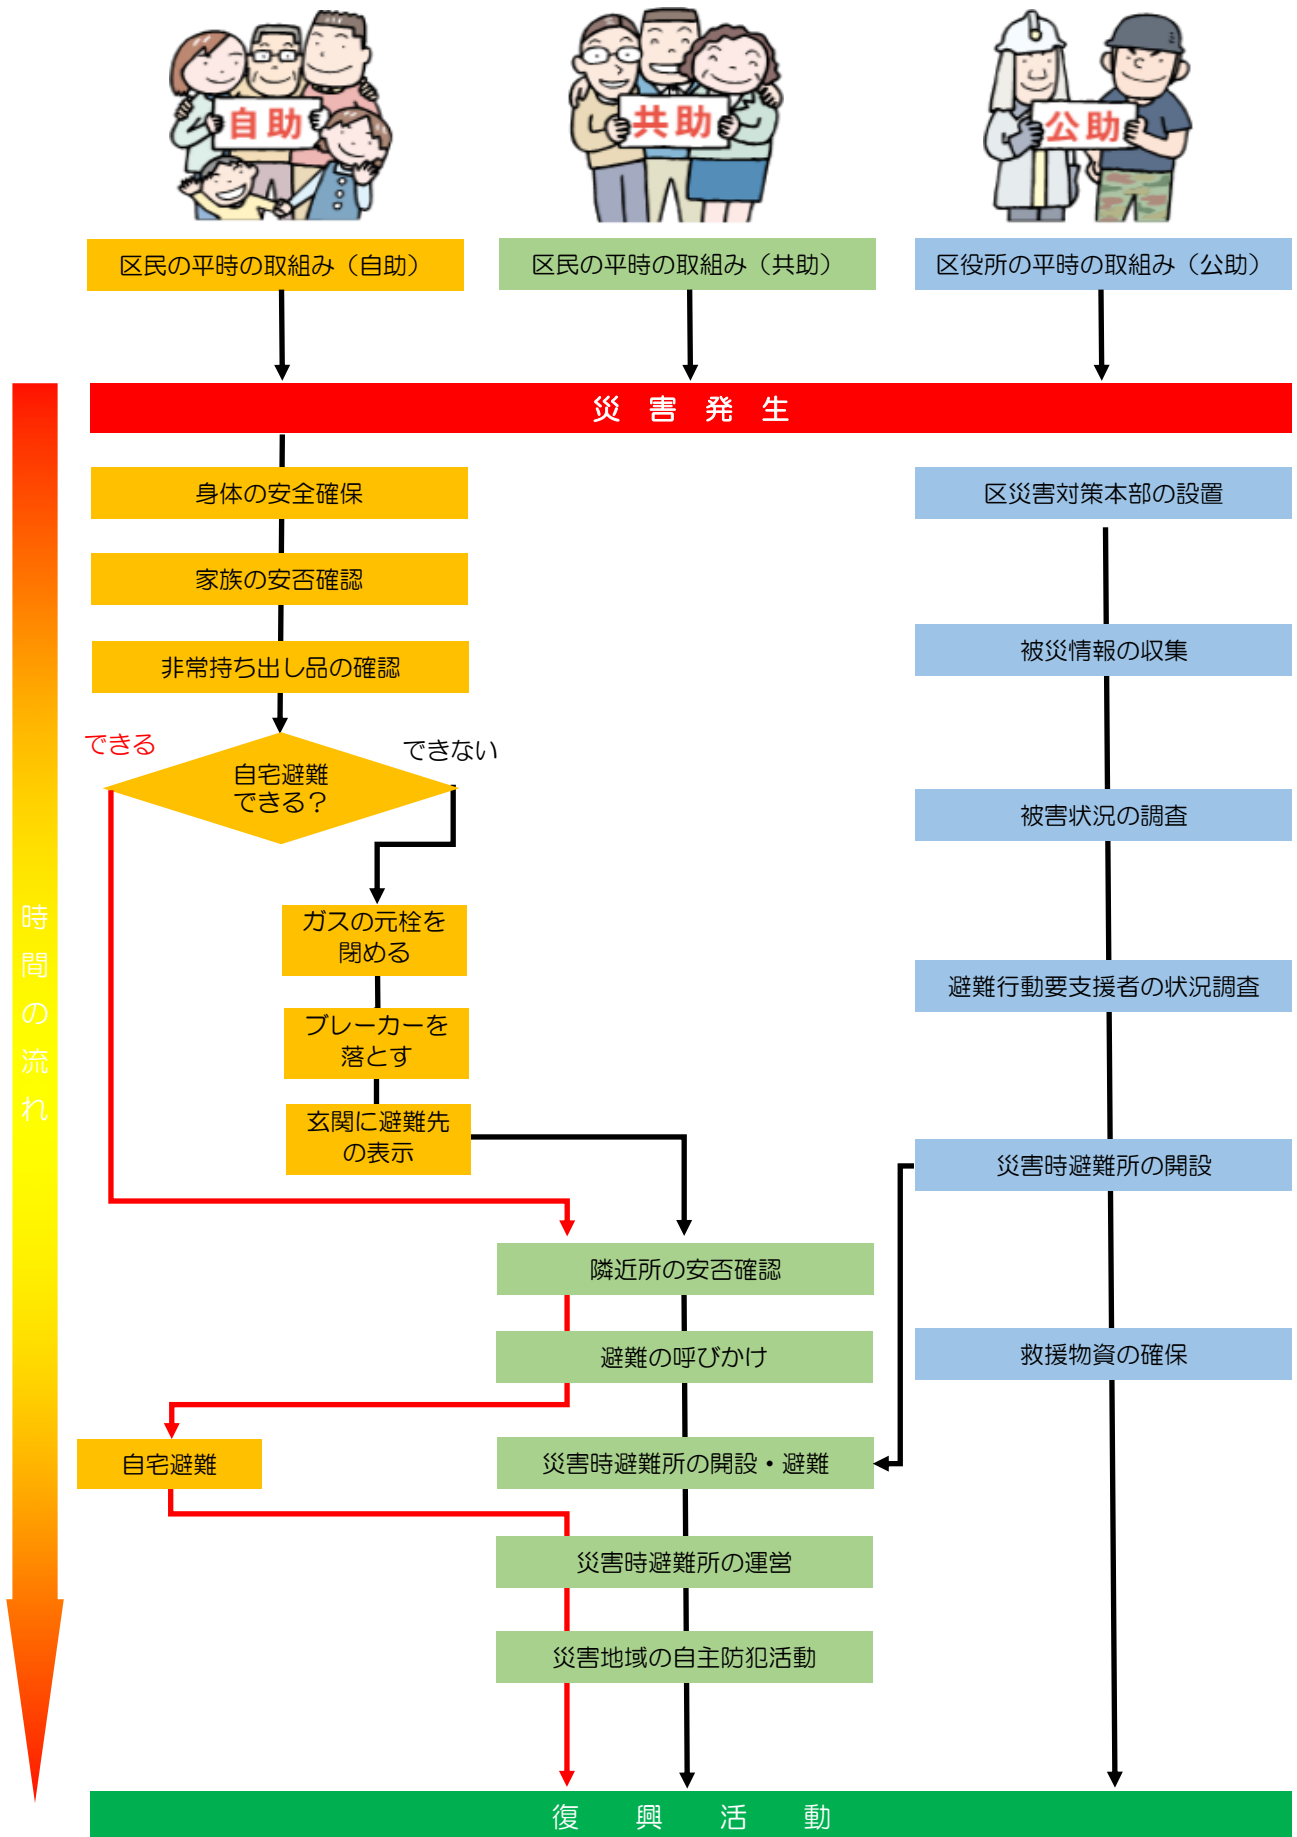 自助
共助
公助
区民の平時の取組み（自助）
区民の平時の取組み（共助）
区役所の平時の取組み（公助）
災害発生
身体の安全確保
区災害対策本部の設置
家族の安否確認
被災情報の収集
非常持ち出し品の確認
できる
できない
自宅避難
できる？
被害状況の調査
ガスの元栓を
閉める
避難行動要支援者の状況調査
ブレーカーを
落とす
玄関に避難先
の表示
災害時避難所の開設
時間の流れ
隣近所の安否確認
避難の呼びかけ
救援物資の確保
自宅避難
災害時避難所の開設・避難
災害時避難所の運営
災害地域の自主防犯活動
復興活動